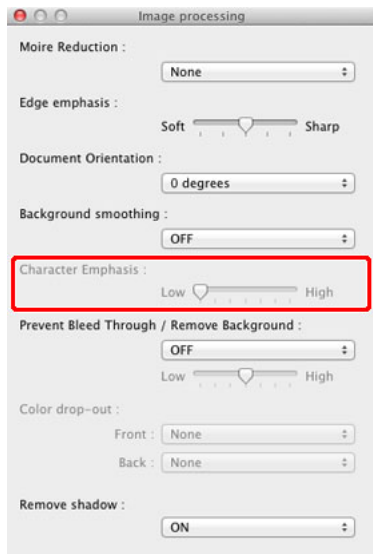 Image processing
Moire Reduction :
None
Edge emphasis :
Soft Sharp
Document Orientation :
0 degrees
Background smoothing :
OFF
Character Emphasis :
Low High
Prevent Bleed Through / Remove Background :
OFF
Low High
Color drop-out :
Front : None
Back : None
Remove shadow :
ON